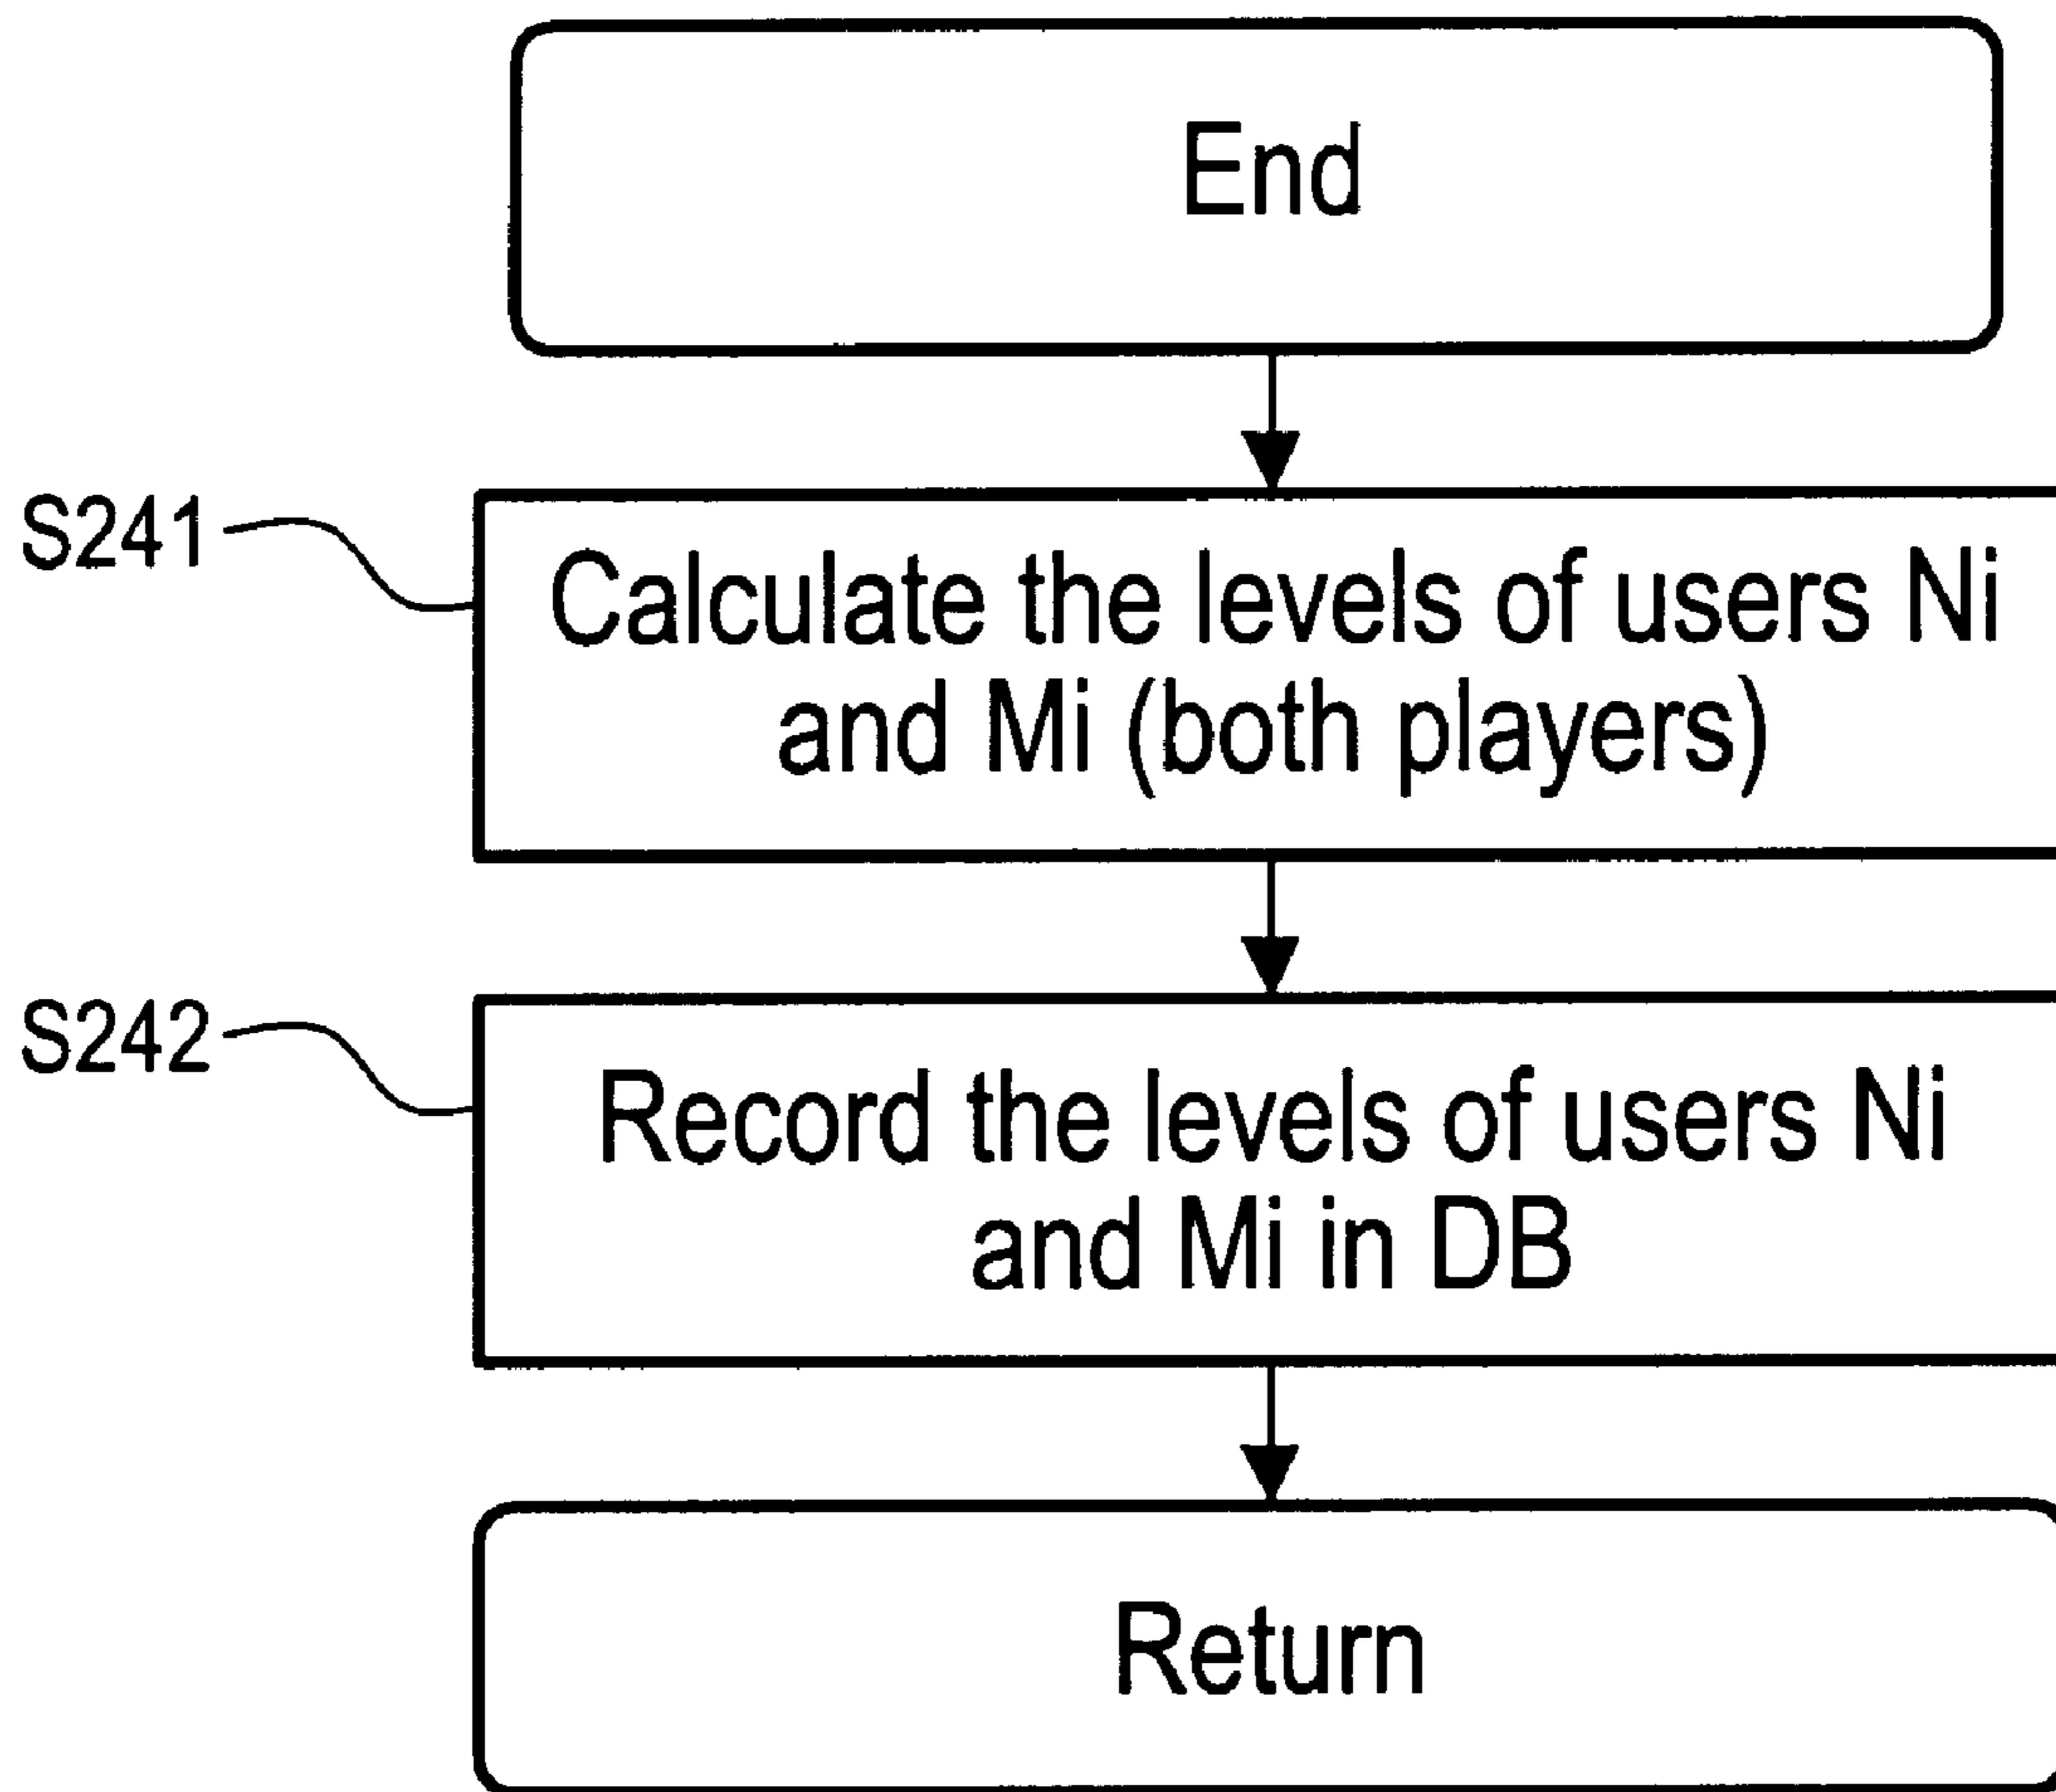 End
S241
Calculate the levels of users Ni
and Mi (both players)
S242
Record the levels of users Ni
and Mi in DB
Return